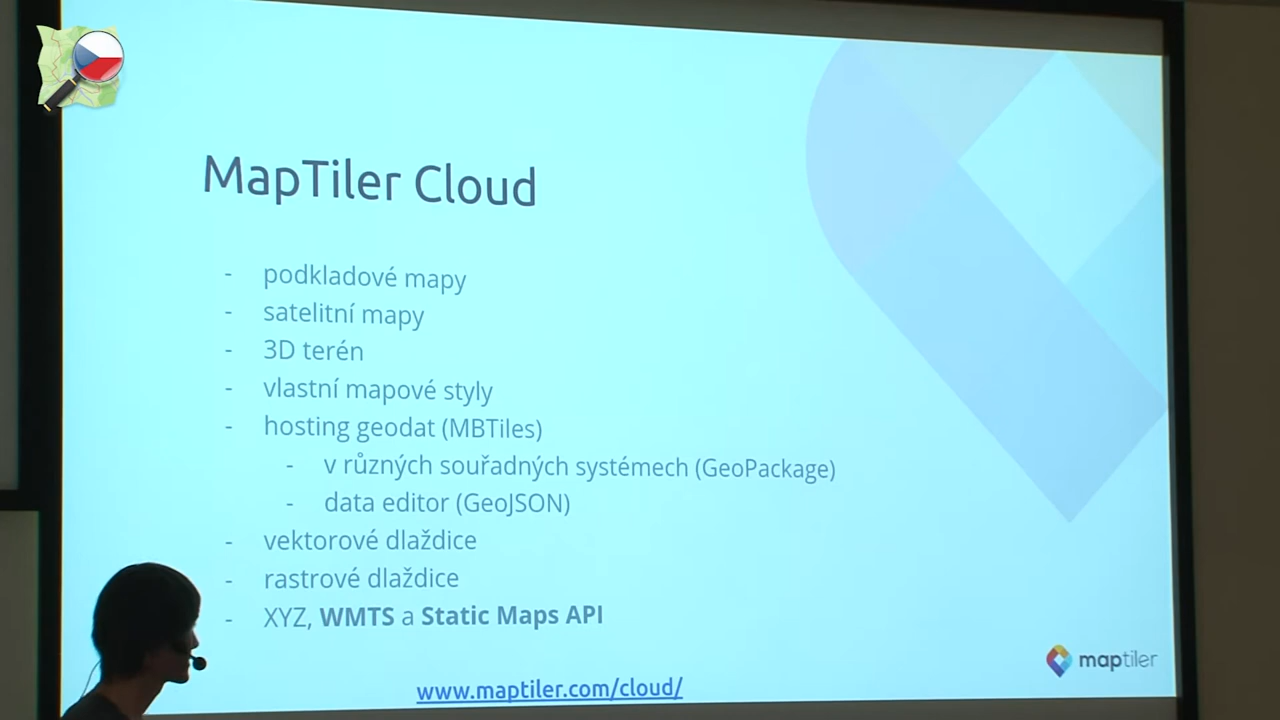 MapTiler Cloud
- podkladové mapy
- satelitní mapy
- 3D terén
- vlastní mapové styly
- hosting geodat (MBTiles)
- v různých souřadných systémech (GeoPackage)
- data editor (GeoJSON)
- vektorové dlaždice
- rastrové dlaždice
- XYZ, WMTS a Static Maps API
maptiler
www.maptiler.com/cloud/